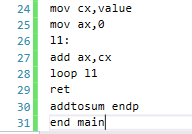 24 mov cx,value
25 mov ax,0
26 l1:
27 add ax,cx
28 loop l1
29 ret
30 addtosum endp
31 end main